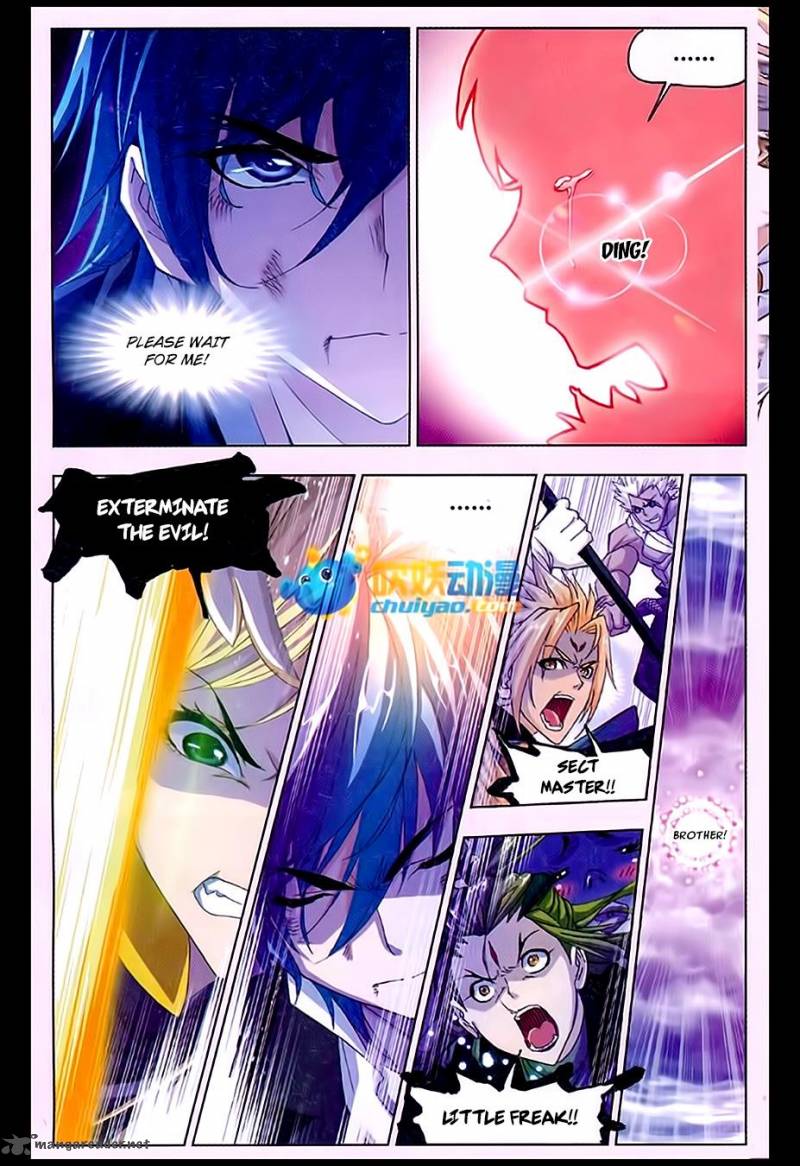 PLEASE WAIT
FOR ME!
......
DING!
EXTERMINATE
THE EVIL!
......
吹妖动漫
chuiyao.com
SECT
MASTER!!
BROTHER!
LITTLE FREAK!!
mangareader.net